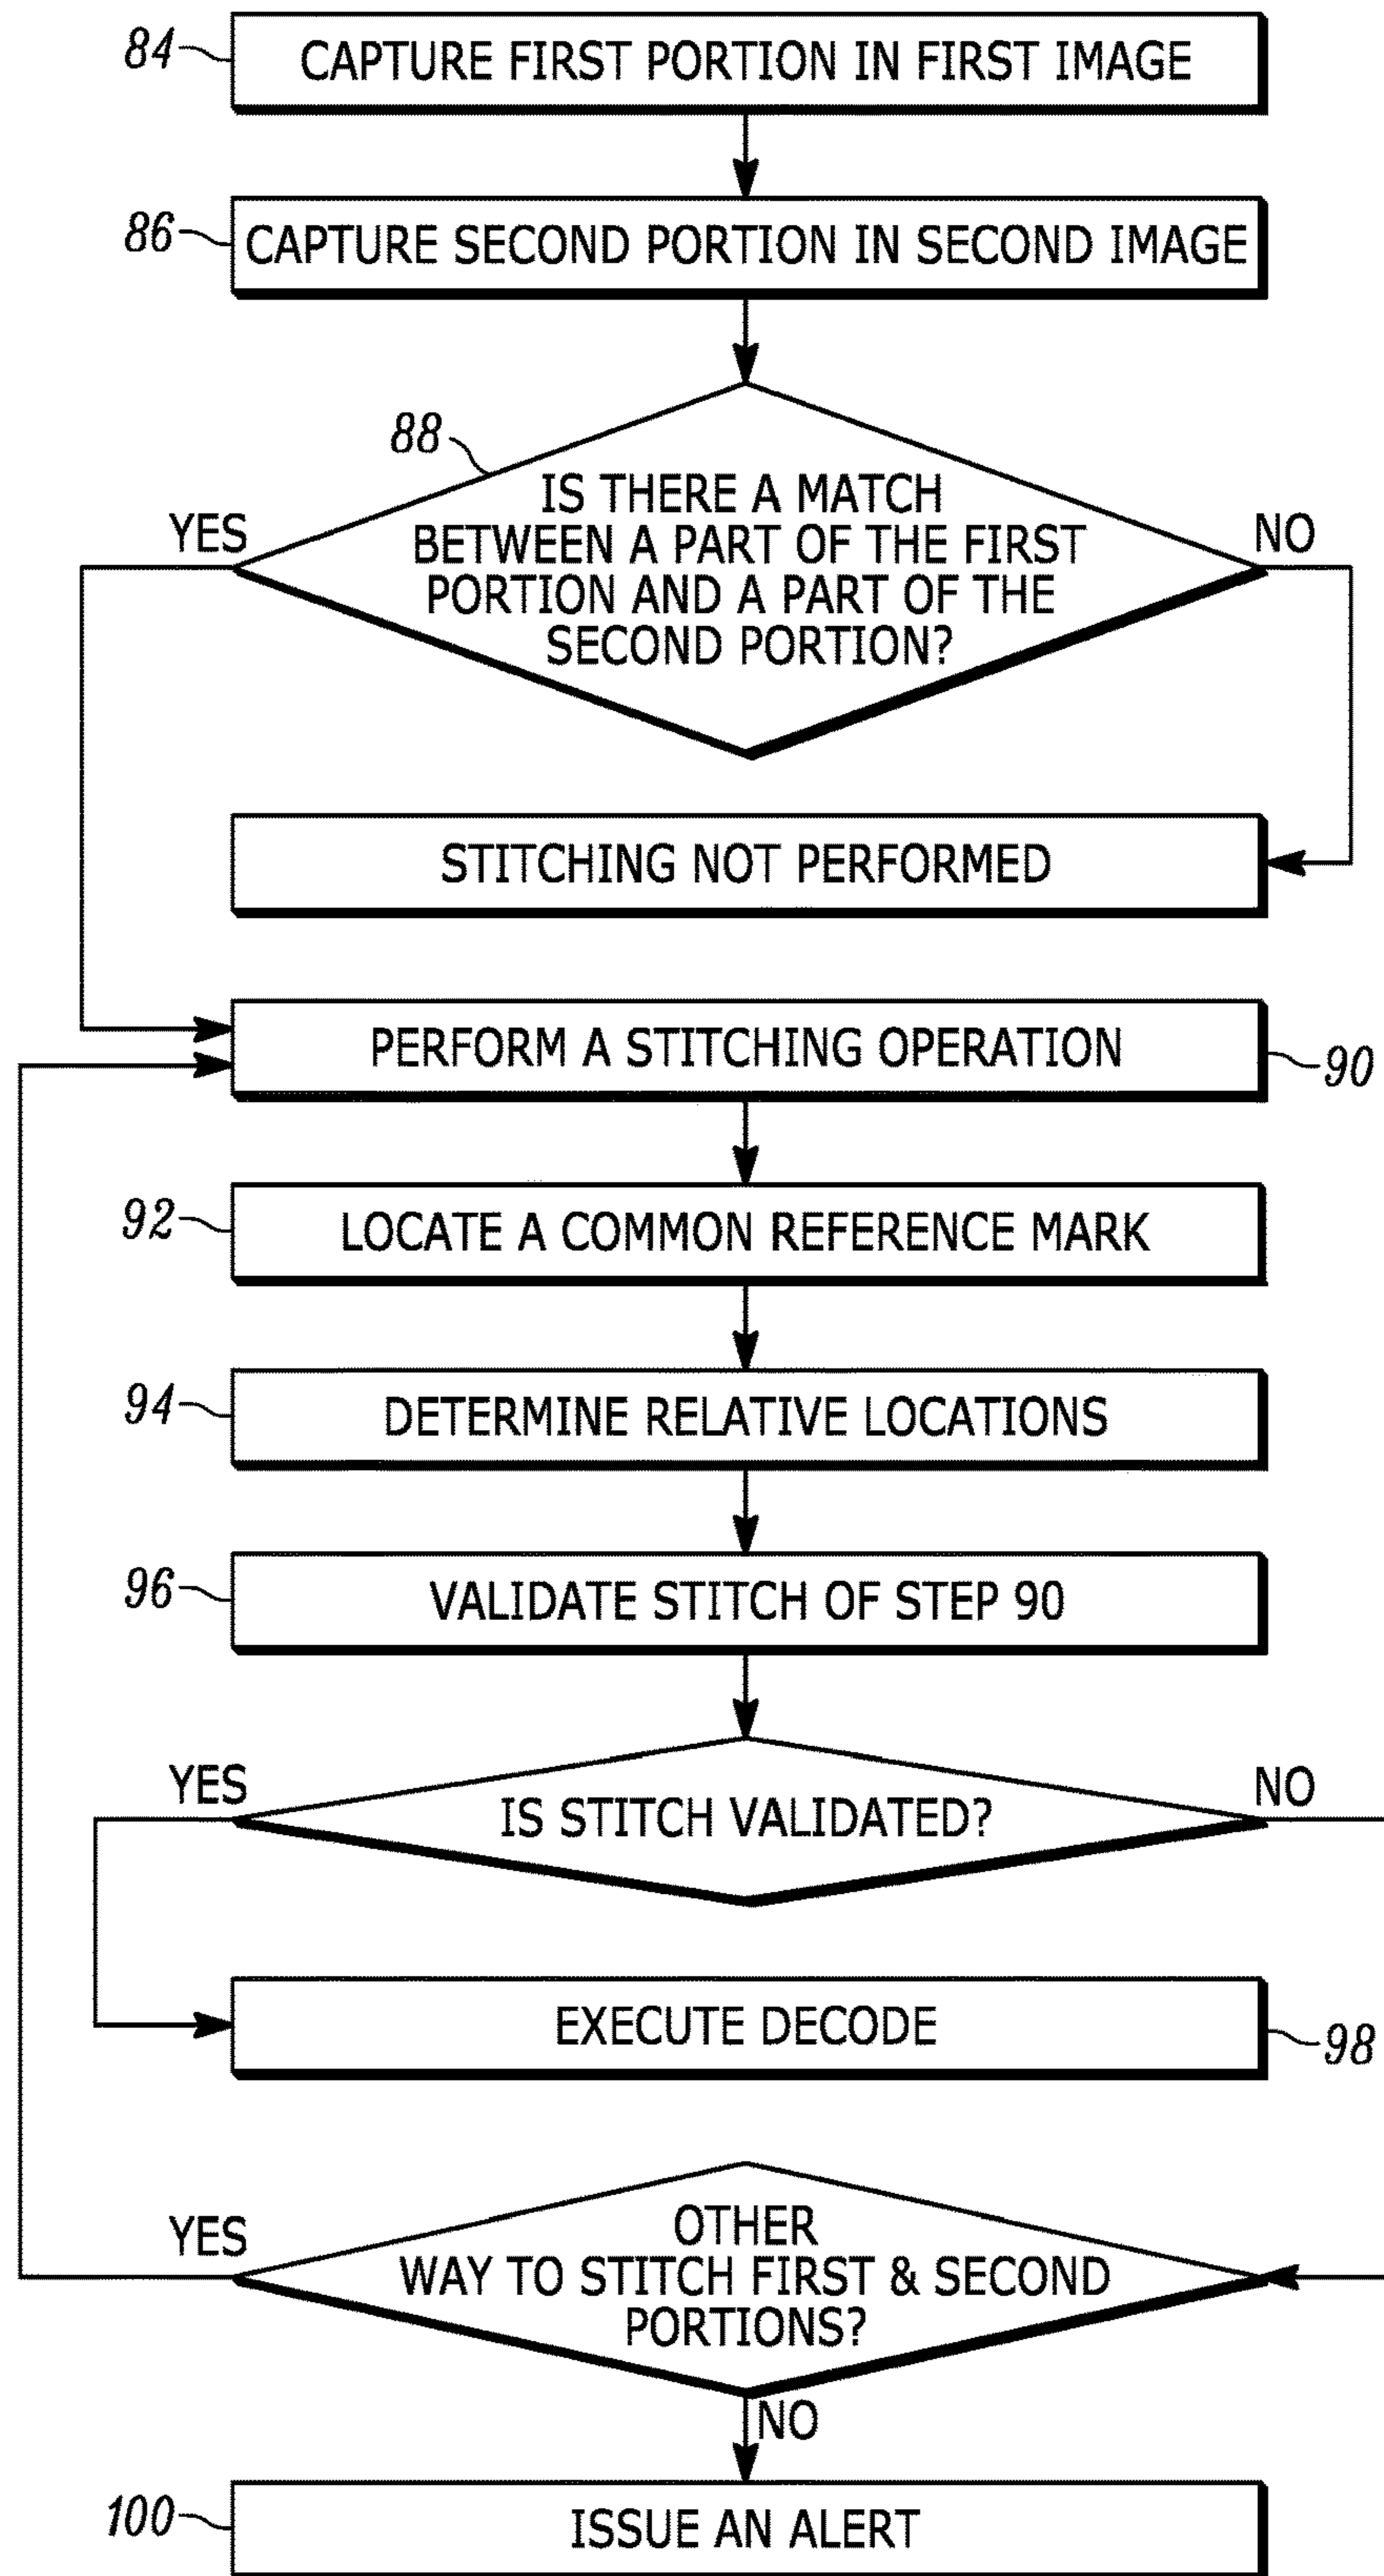 84
CAPTURE FIRST PORTION IN FIRST IMAGE
86
CAPTURE SECOND PORTION IN SECOND IMAGE
88
IS THERE A MATCH
BETWEEN A PART OF THE FIRST
PORTION AND A PART OF THE
SECOND PORTION?
YES
NO
STITCHING NOT PERFORMED
PERFORM A STITCHING OPERATION
90
92
LOCATE A COMMON REFERENCE MARK
94
DETERMINE RELATIVE LOCATIONS
96
VALIDATE STITCH OF STEP 90
YES
IS STITCH VALIDATED?
NO
EXECUTE DECODE
98
YES
OTHER
WAY TO STITCH FIRST & SECOND
PORTIONS?
NO
100
ISSUE AN ALERT